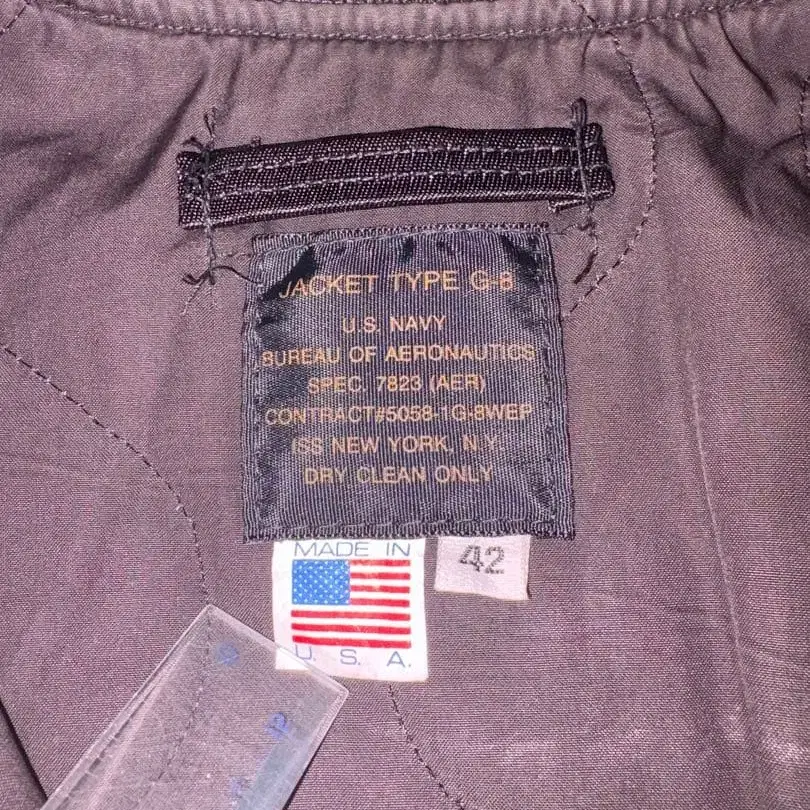 JACKET TYPE G-8
U.S. NAVY
BUREAU OF AERONAUTICS
SPEC. 7823 (AER)
CONTRACT#5058-1G-8WEP
ISS NEW YORK, N.Y.
DRY CLEAN ONLY
MADE IN
U. S. A.
42